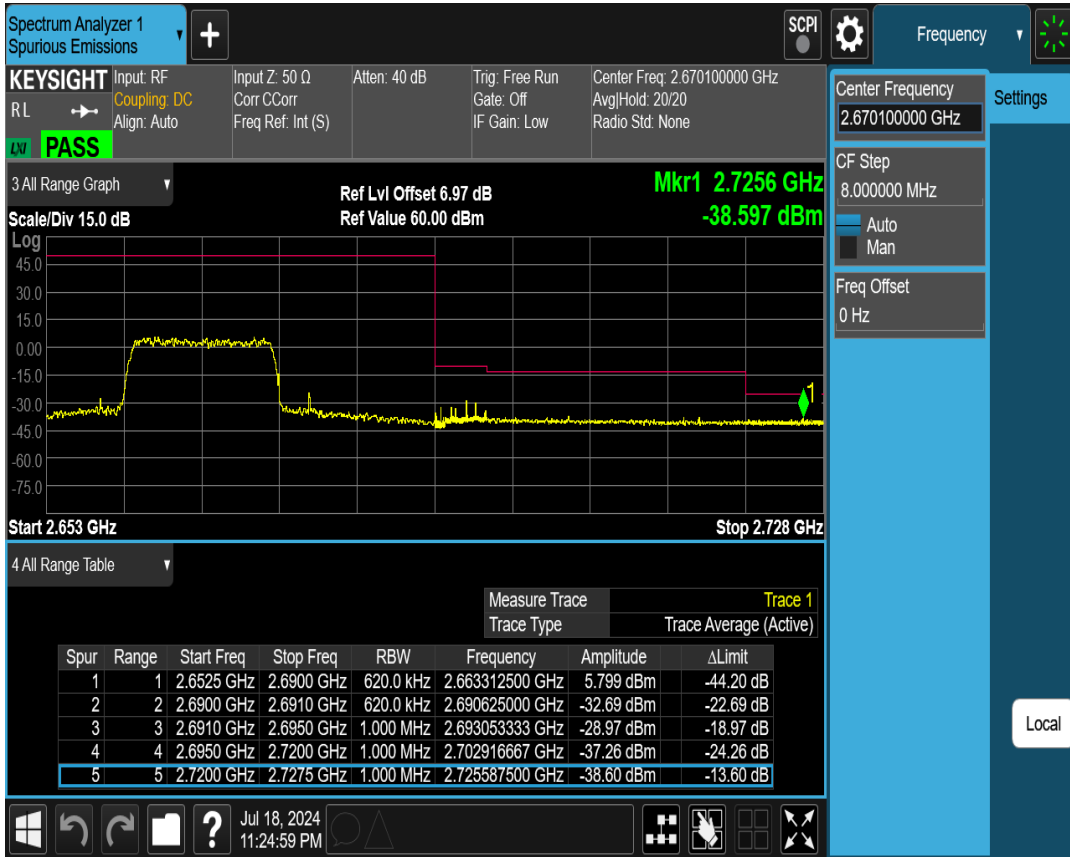 Spectrum Analyzer 1
Spurious Emissions
+
SCPI
Frequency
KEYSIGHT
RL
LXI
PASS
Input: RF
Coupling: DC
Align: Auto
Input Z: 50 Ω
Corr CCorr
Freq Ref: Int (S)
Atten: 40 dB
Trig: Free Run
Gate: Off
IF Gain: Low
Center Freq: 2.670100000 GHz
Avg|Hold: 20/20
Radio Std: None
Center Frequency
2.670100000 GHz
Settings
CF Step
8.000000 MHz
Auto
Man
Freq Offset
0 Hz
3 All Range Graph
Scale/Div 15.0 dB
Ref Lvl Offset 6.97 dB
Ref Value 60.00 dBm
Mkr1 2.7256 GHz
-38.597 dBm
Log
45.0
30.0
15.0
0.00
-15.0
-30.0
-45.0
-60.0
-75.0
1
Start 2.653 GHz Stop 2.728 GHz
4 All Range Table
Measure Trace Trace 1
Trace Type Trace Average (Active)
Spur Range Start Freq Stop Freq RBW Frequency Amplitude ΔLimit
1 1 2.6525 GHz 2.6900 GHz 620.0 kHz 2.663312500 GHz 5.799 dBm -44.20 dB
2 2 2.6900 GHz 2.6910 GHz 620.0 kHz 2.690625000 GHz -32.69 dBm -22.69 dB
3 3 2.6910 GHz 2.6950 GHz 1.000 MHz 2.693053333 GHz -28.97 dBm -18.97 dB
4 4 2.6950 GHz 2.7200 GHz 1.000 MHz 2.702916667 GHz -37.26 dBm -24.26 dB
5 5 2.7200 GHz 2.7275 GHz 1.000 MHz 2.725587500 GHz -38.60 dBm -13.60 dB
Local
?
Jul 18, 2024
11:24:59 PM